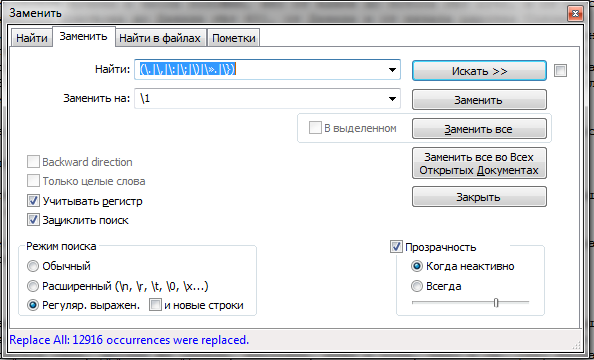 Заменить
Найти Заменить Найти в файлах Пометки
Найти: (\.|\,|\:|\;|\)|\».|\}) Искать >>
Заменить на: \1 Заменить
В выделенном Заменить все
Backward direction Заменить все во Всех Открытых Документах
Только целые слова
Учитывать регистр Закрыть
Зациклить поиск
Режим поиска Прозрачность
Обычный Когда неактивно
Расширенный (\n, \r, \t, \0, \x...) Всегда
Регуляр. выражен. и новые строки
Replace All: 12916 occurrences were replaced.